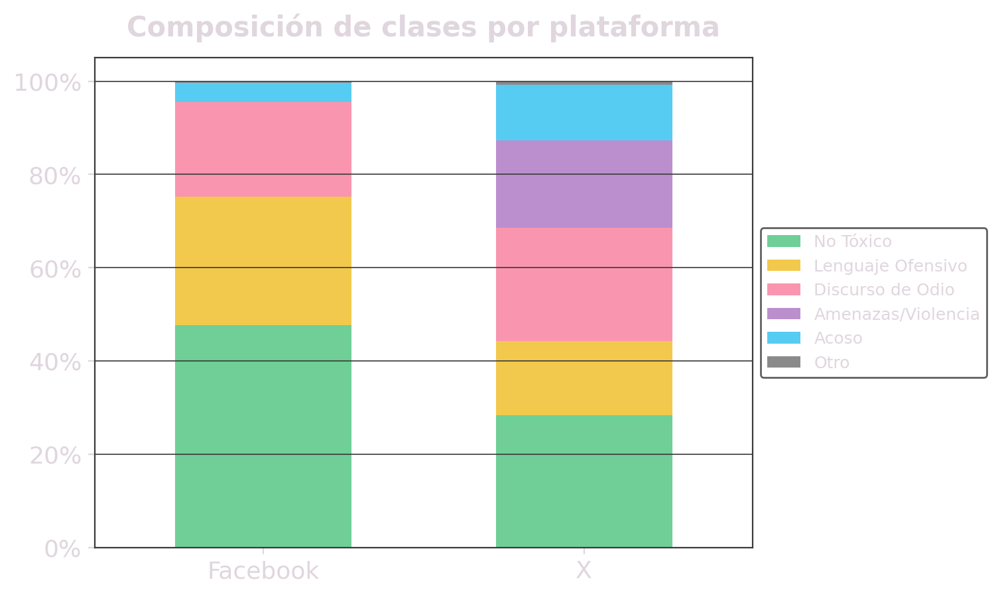 Composición de clases por plataforma
100%
80%
60%
40%
20%
0%
Facebook
X
No Tóxico
Lenguaje Ofensivo
Discurso de Odio
Amenazas/Violencia
Acoso
Otro